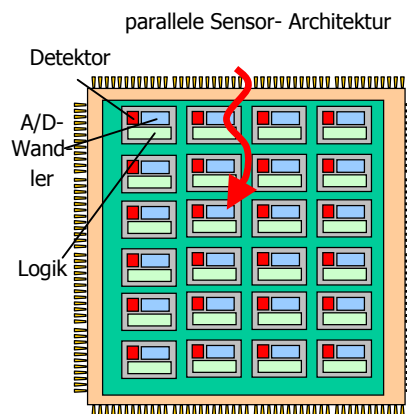 parallele Sensor- Architektur
Detektor
A/D-
Wand
ler
Logik